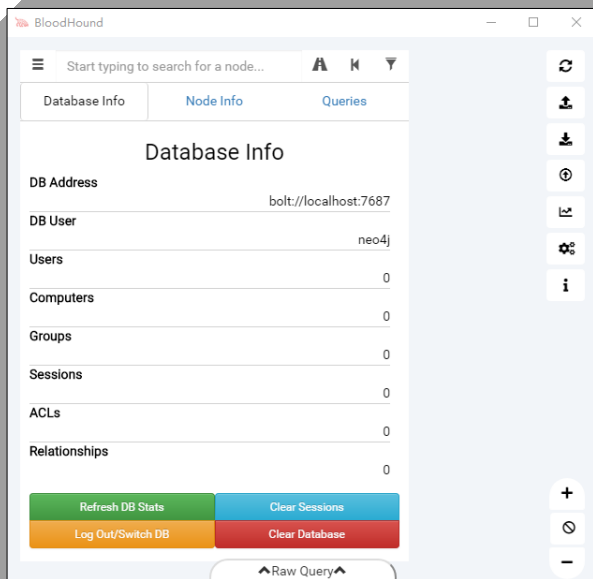 BloodHound
Start typing to search for a node...
Database Info Node Info Queries
Database Info
DB Address
bolt://localhost:7687
DB User
neo4j
Users
0
Computers
0
Groups
0
Sessions
0
ACLs
0
Relationships
0
Refresh DB Stats Clear Sessions
Log Out/Switch DB Clear Database
Raw Query